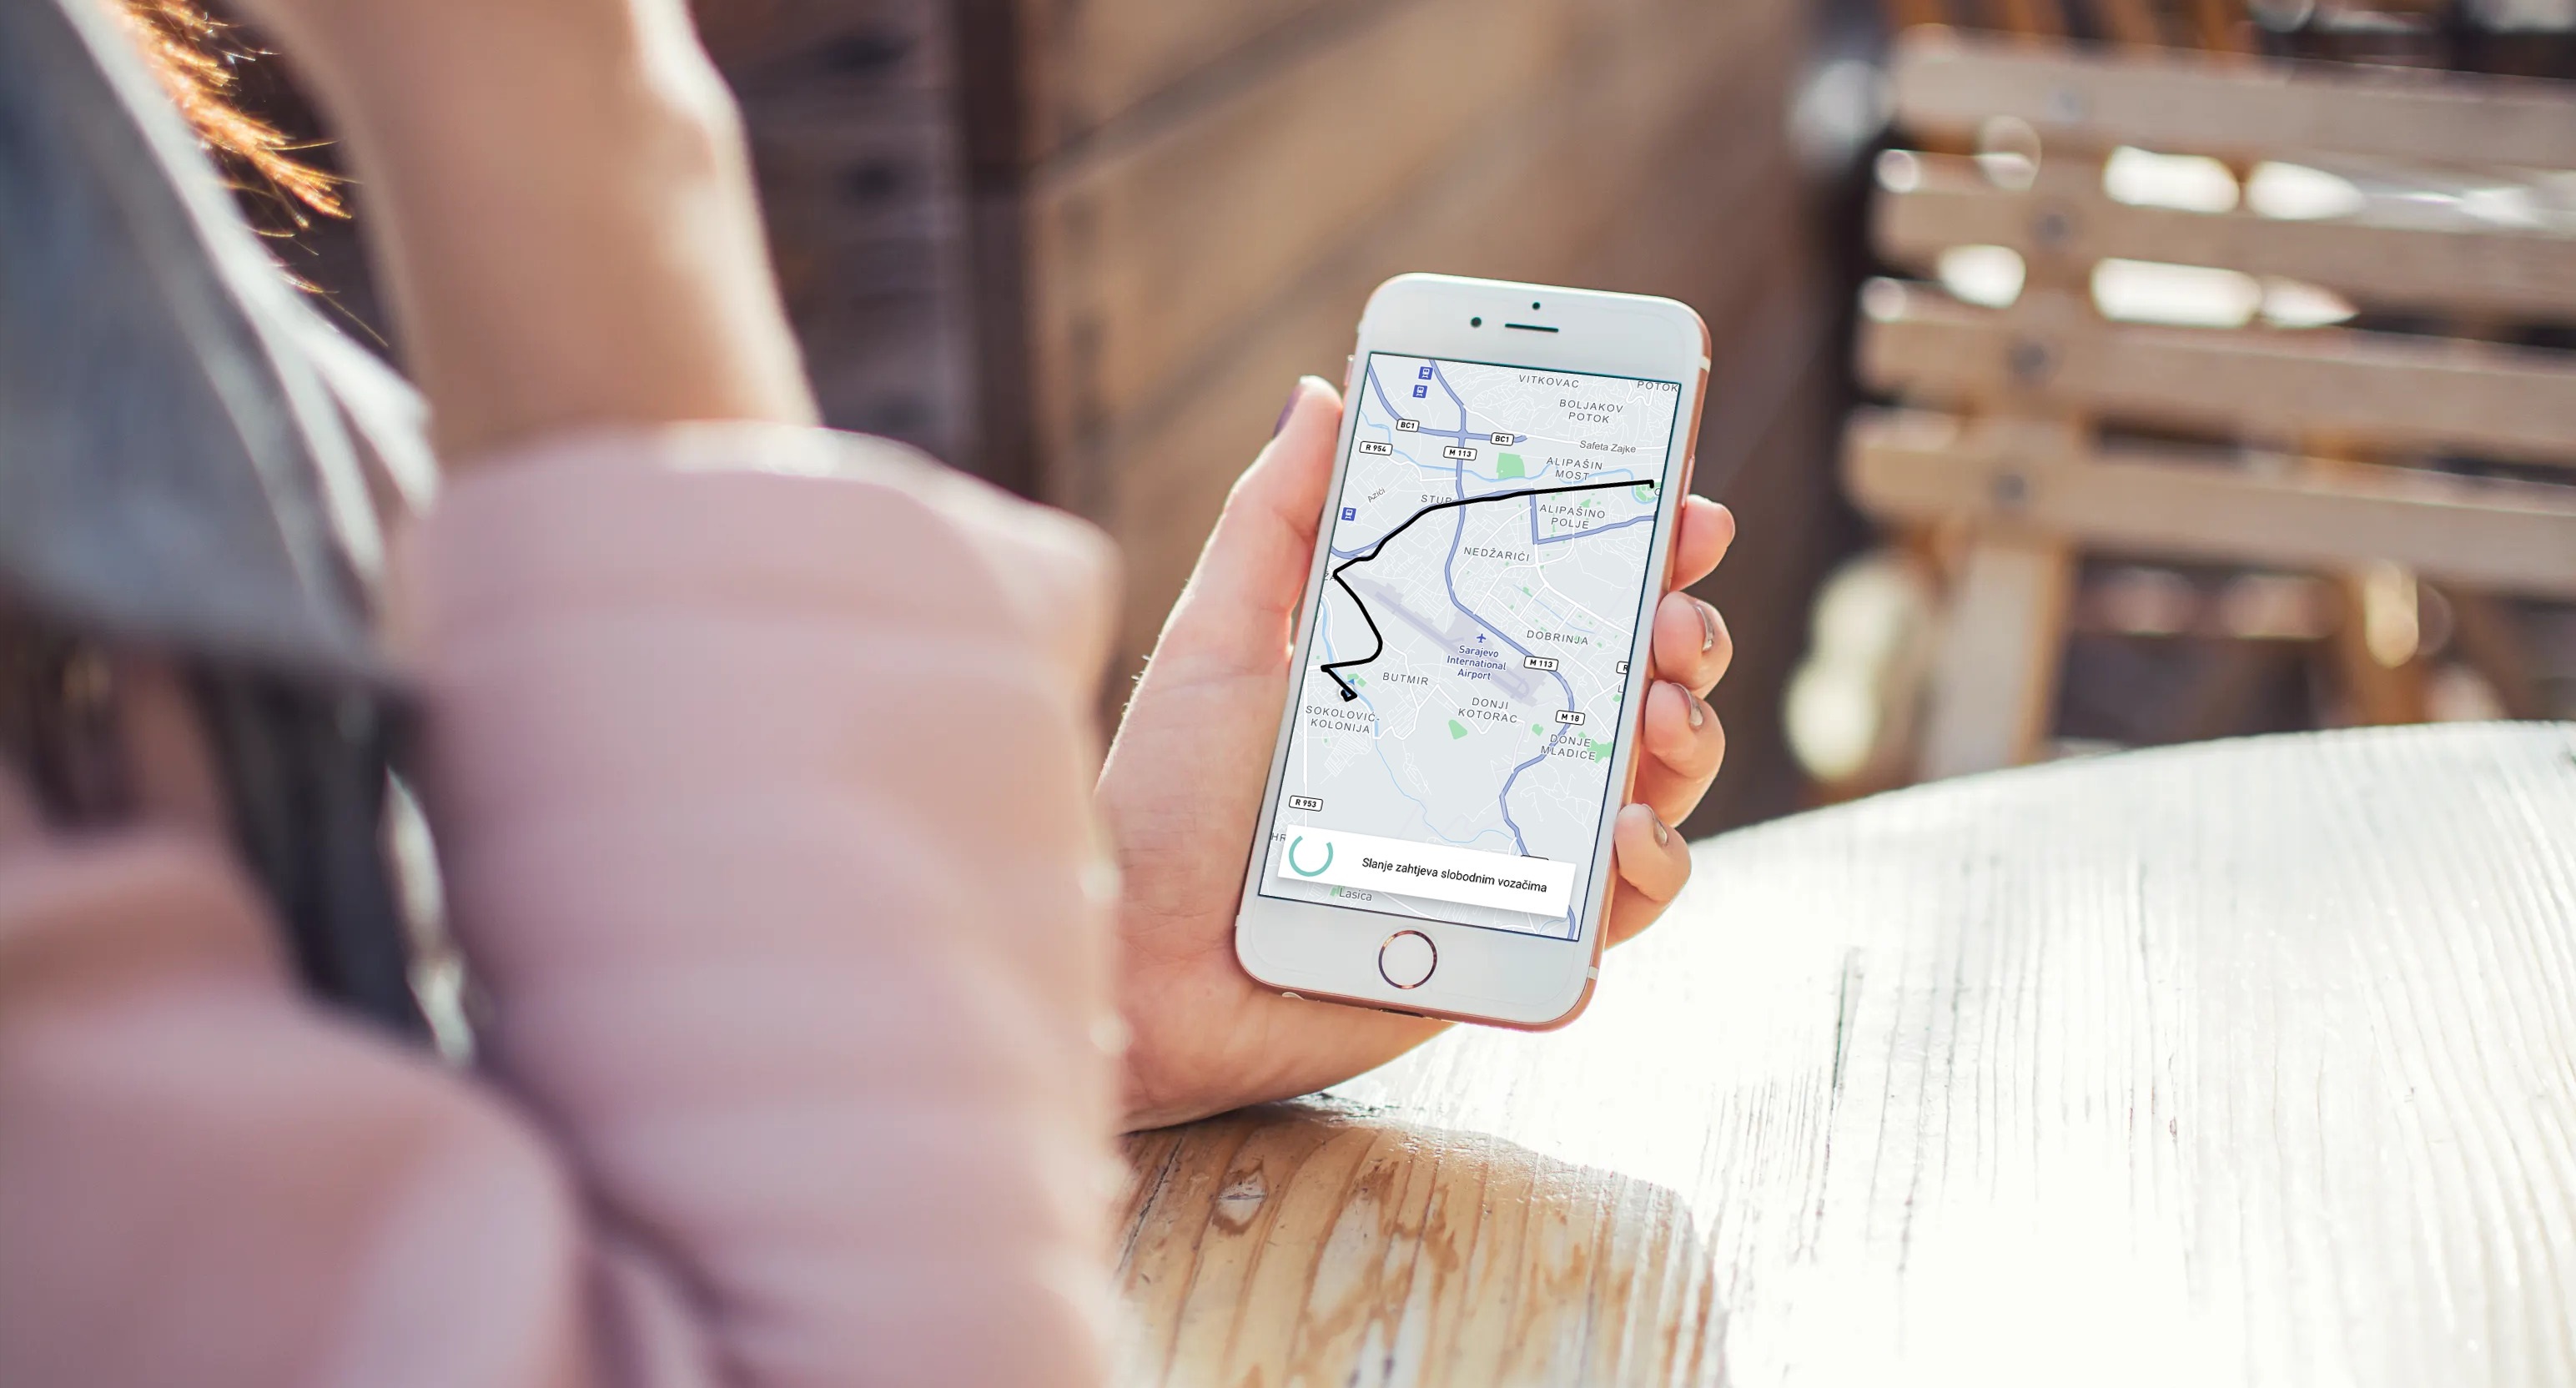 VITKOVAC
POTOK
BOLJAKOV
POTOK
BC1
BC1
Safeta Zajke
R 954
M 113
ALIPAŠIN
MOST
Azići
STUP
ALIPAŠINO
POLJE
NEDŽARIĆI
DOBRINJA
Sarajevo
International
Airport
M 113
BUTMIR
DONJI
KOTORAC
M 18
SOKOLOVIĆ-
KOLONIJA
DONJE
MLADICE
R 953
HR
Slanje zahtjeva slobodnim vozačima
Lasica